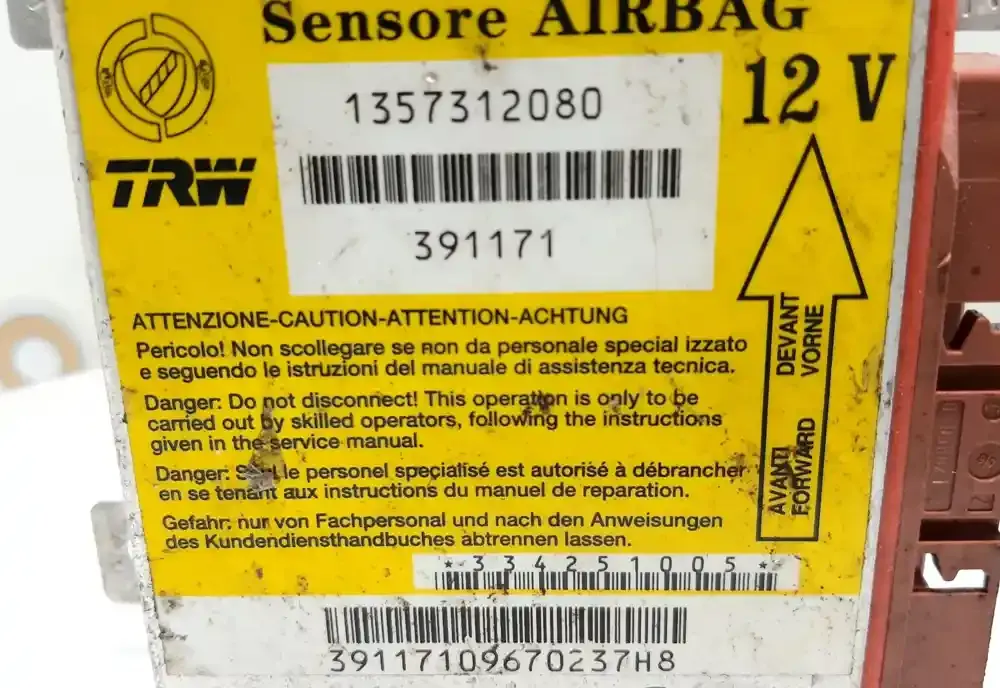 Sensore AIRBAG
TRW
1357312080
12 V
391171
ATTENZIONE-CAUTION-ATTENTION-ACHTUNG
Pericolo! Non scollegare se non da personale special izzato
e seguendo le istruzioni del manuale di assistenza tecnica.
Danger: Do not disconnect! This operation is only to be
carried out by skilled operators, following the instructions
given in the service manual.
Danger: le personel specialisé est autorisé à débrancher
en se tenant aux instructions du manuel de reparation.
Gefahr: nur von Fachpersonal und nach den Anweisungen
des Kundendiensthandbuches abtrennen lassen.
DEVANT
VORNE
AVANTI
FORWARD
*334251005*
39117109670237H8